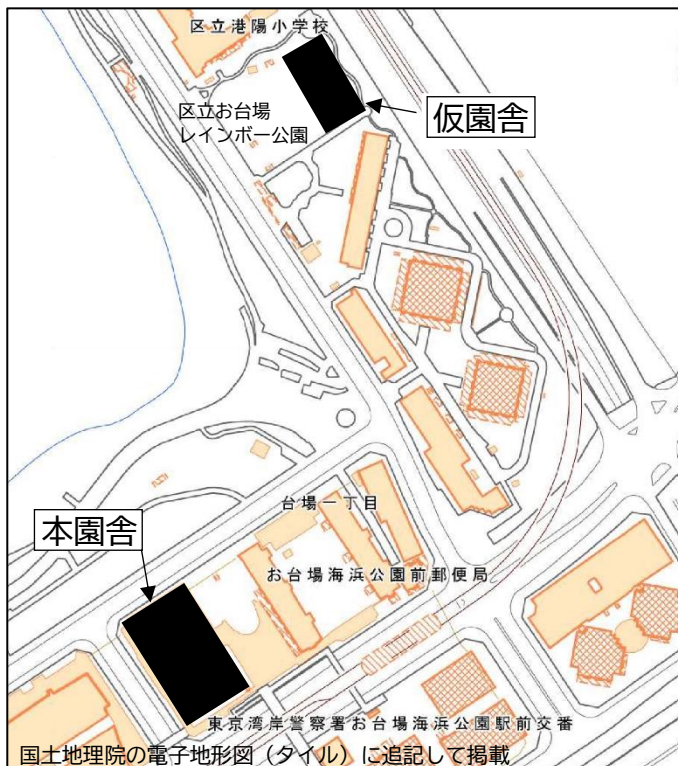 区立港陽小学校
仮園舎
区立お台場
レインボー公園
台場一丁目
本園舎
お台場海浜公園前郵便局
東京湾岸警察署お台場海浜公園駅前交番
国土地理院の電子地形図（タイル）に追記して掲載